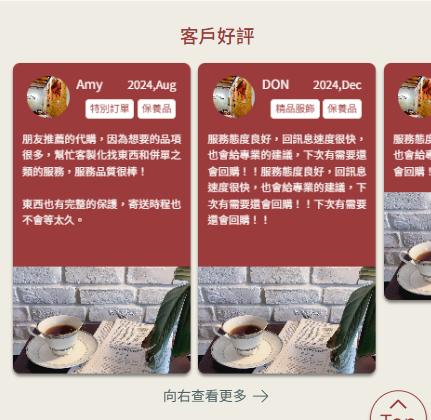 客戶好評
Amy 2024,Aug
特別訂單 保養品
朋友推薦的代購，因為想要的品項
很多，幫忙客製化找東西和併單之
類的服務，服務品質很棒！
東西也有完整的保護，寄送時程也
不會等太久。
DON 2024,Dec
精品服飾 保養品
服務態度良好，回訊息速度很快，
也會給專業的建議，下次有需要還
會回購！！服務態度良好，回訊息
速度很快，也會給專業的建議，下
次有需要還會回購！！下次有需要
還會回購！！
服務態度
也會給專
會回購！
向右查看更多
Top